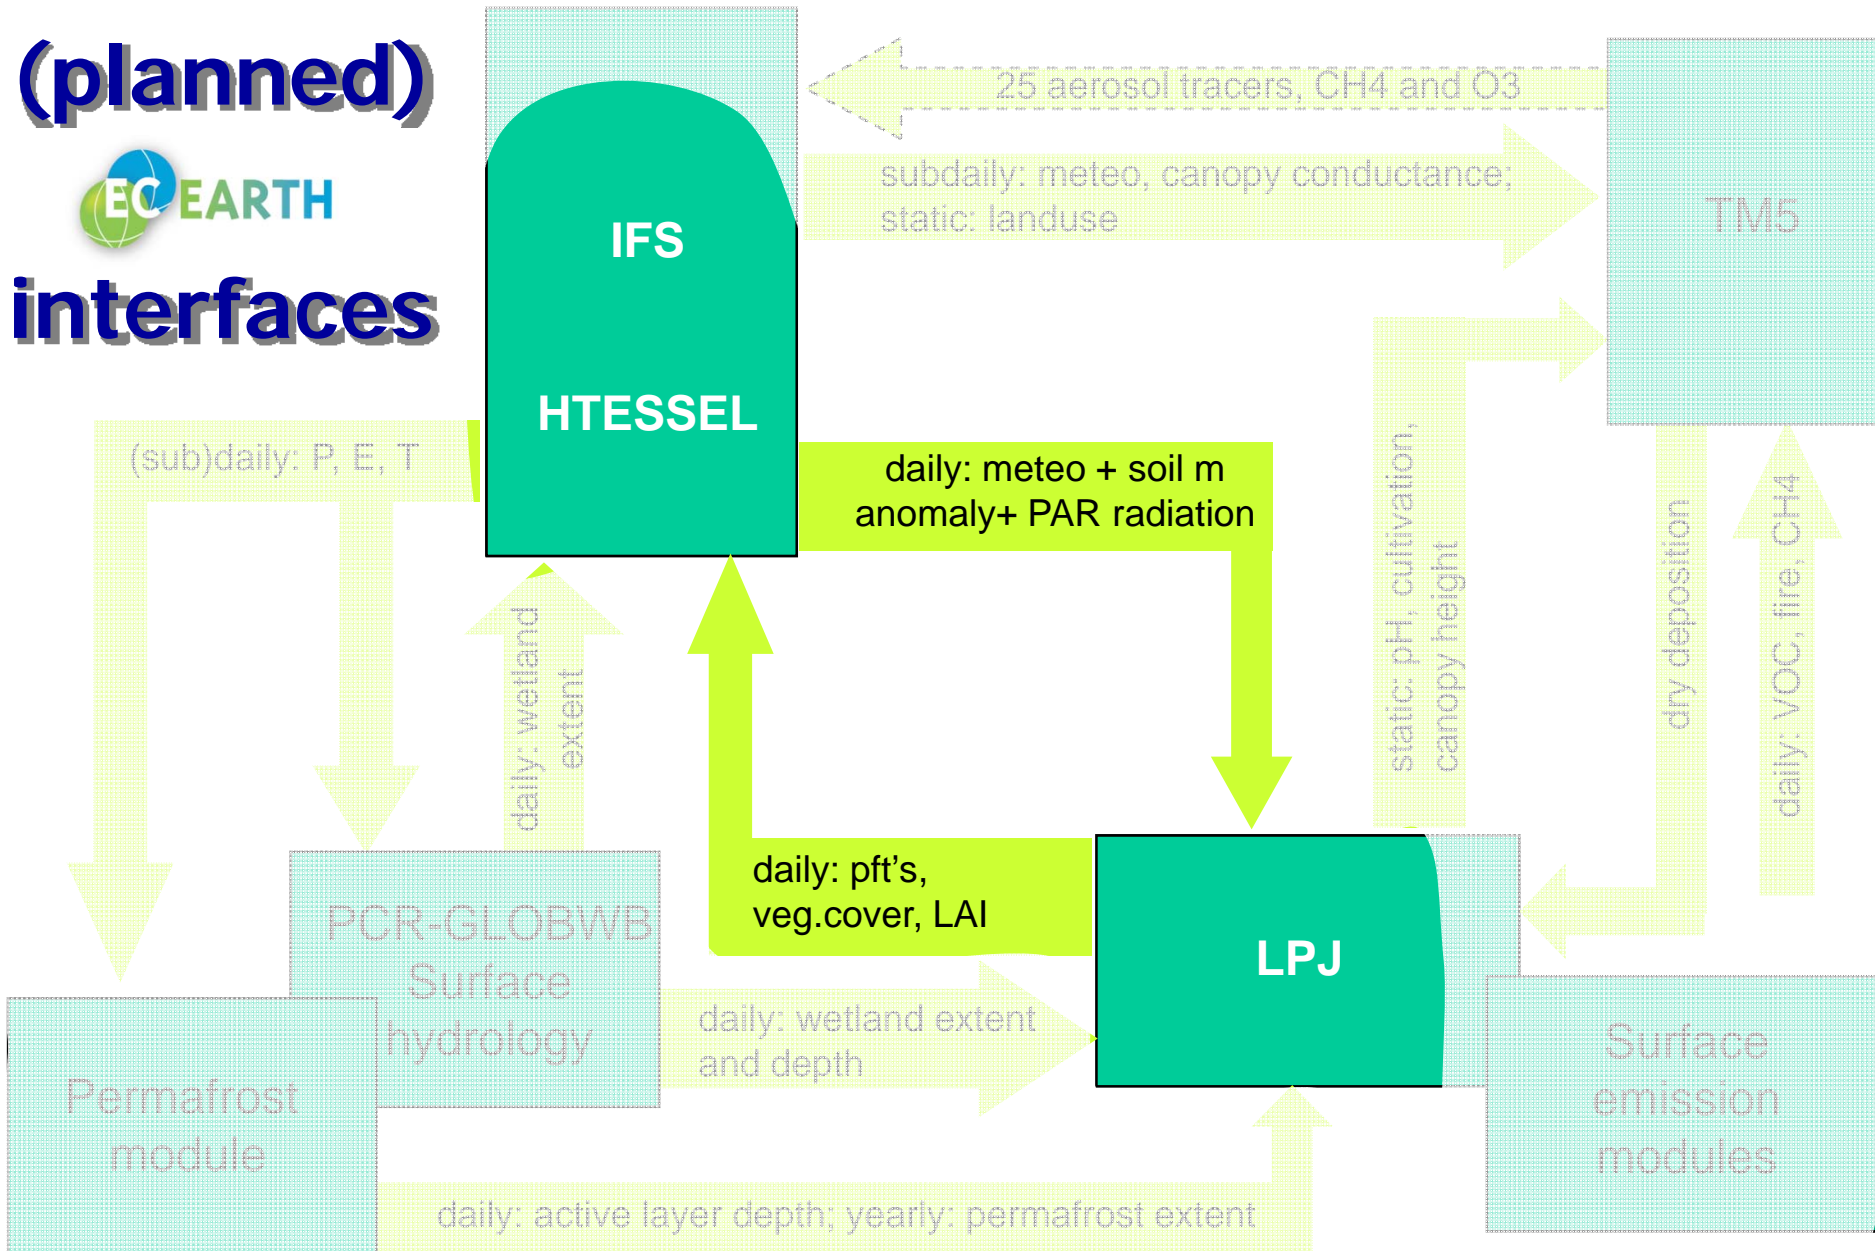 (planned)
EC EARTH
interfaces
IFS
HTESSEL
25 aerosol tracers, CH4 and O3
subdaily: meteo, canopy conductance;
static: landuse
TM5
(sub)daily: P, E, T
daily: meteo + soil m
anomaly+ PAR radiation
daily: wetland
extent
static: pH, cultivation,
canopy height
dry deposition
daily: VOC, fire, CH4
daily: pft's,
veg.cover, LAI
LPJ
PCR-GLOBWB
Surface
hydrology
daily: wetland extent
and depth
Permafrost
module
Surface
emission
modules
daily: active layer depth; yearly: permafrost extent